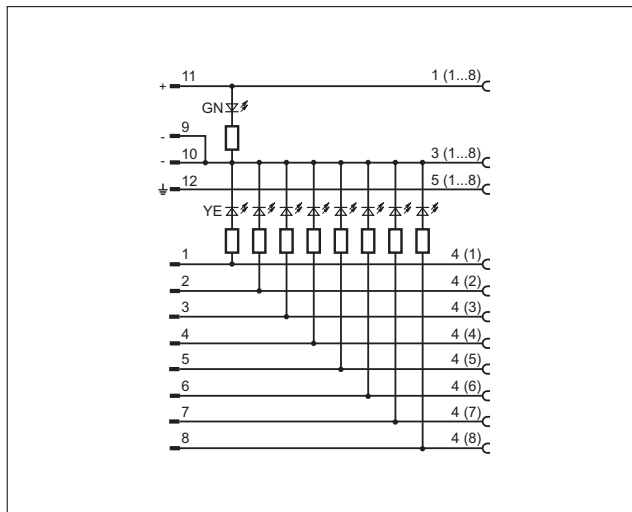 + 11 1 (1...8)
GN
- 9
- 10 3 (1...8)
12 5 (1...8)
YE
1 4 (1)
2 4 (2)
3 4 (3)
4 4 (4)
5 4 (5)
6 4 (6)
7 4 (7)
8 4 (8)